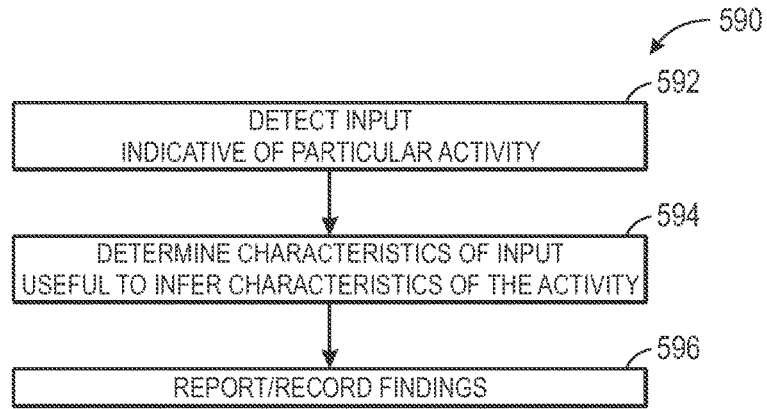 590
592
DETECT INPUT
INDICATIVE OF PARTICULAR ACTIVITY
594
DETERMINE CHARACTERISTICS OF INPUT
USEFUL TO INFER CHARACTERISTICS OF THE ACTIVITY
596
REPORT/RECORD FINDINGS